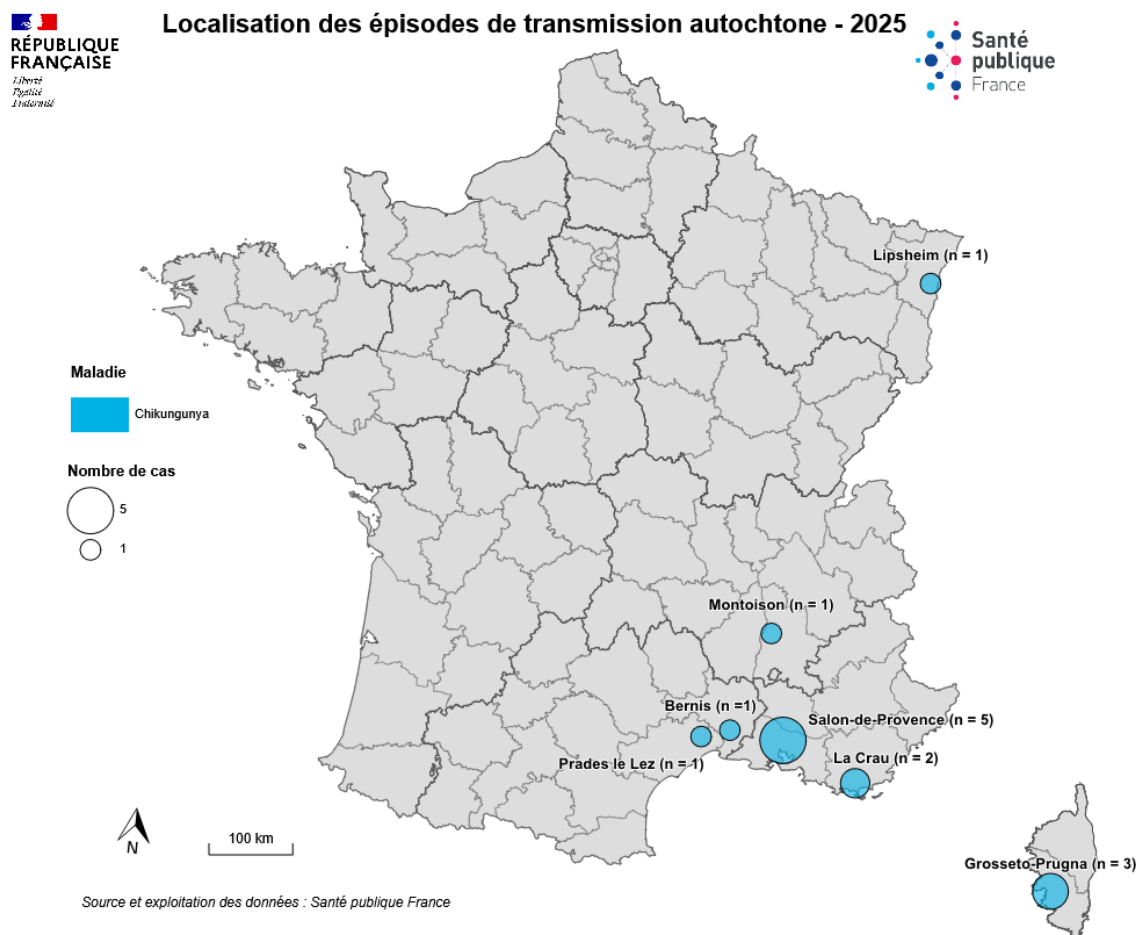 Localisation des épisodes de transmission autochtone - 2025
RÉPUBLIQUE
FRANÇAISE
Liberté
Égalité
Fraternité
Santé
publique
France
Lipsheim (n = 1)
Maladie
Chikungunya
Nombre de cas
5
1
Montoison (n = 1)
Bernis (n =1)
Salon-de-Provence (n = 5)
La Crau (n = 2)
Prades le Lez (n = 1)
N
100 km
Grosseto-Prugna (n = 3)
Source et exploitation des données : Santé publique France